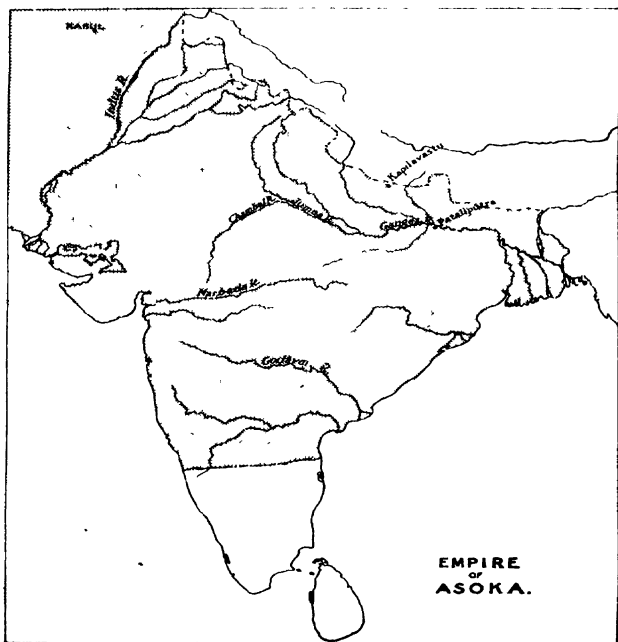 KABUL
Indus R.
Kapilavastu
Chambal R.
Jumna R.
Ganges R.
Pataliputra
Narbada R.
Godavari R.
EMPIRE
OF
ASOKA.